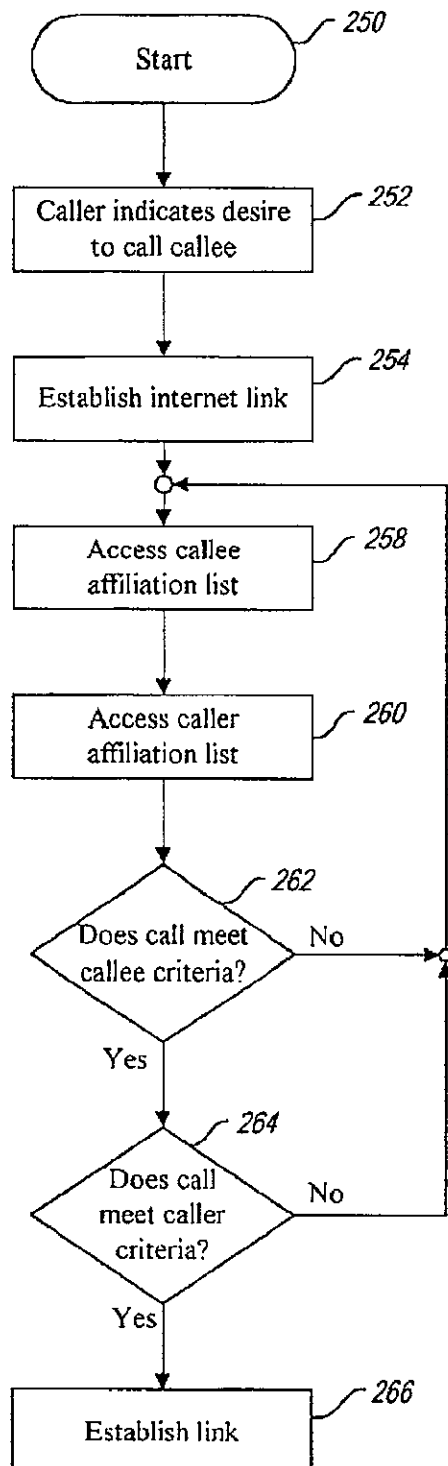 250
Start
252
Caller indicates desire
to call callee
254
Establish internet link
258
Access callee
affiliation list
260
Access caller
affiliation list
262
Does call meet
callee criteria?
No
Yes
264
Does call
meet caller
criteria?
No
Yes
266
Establish link